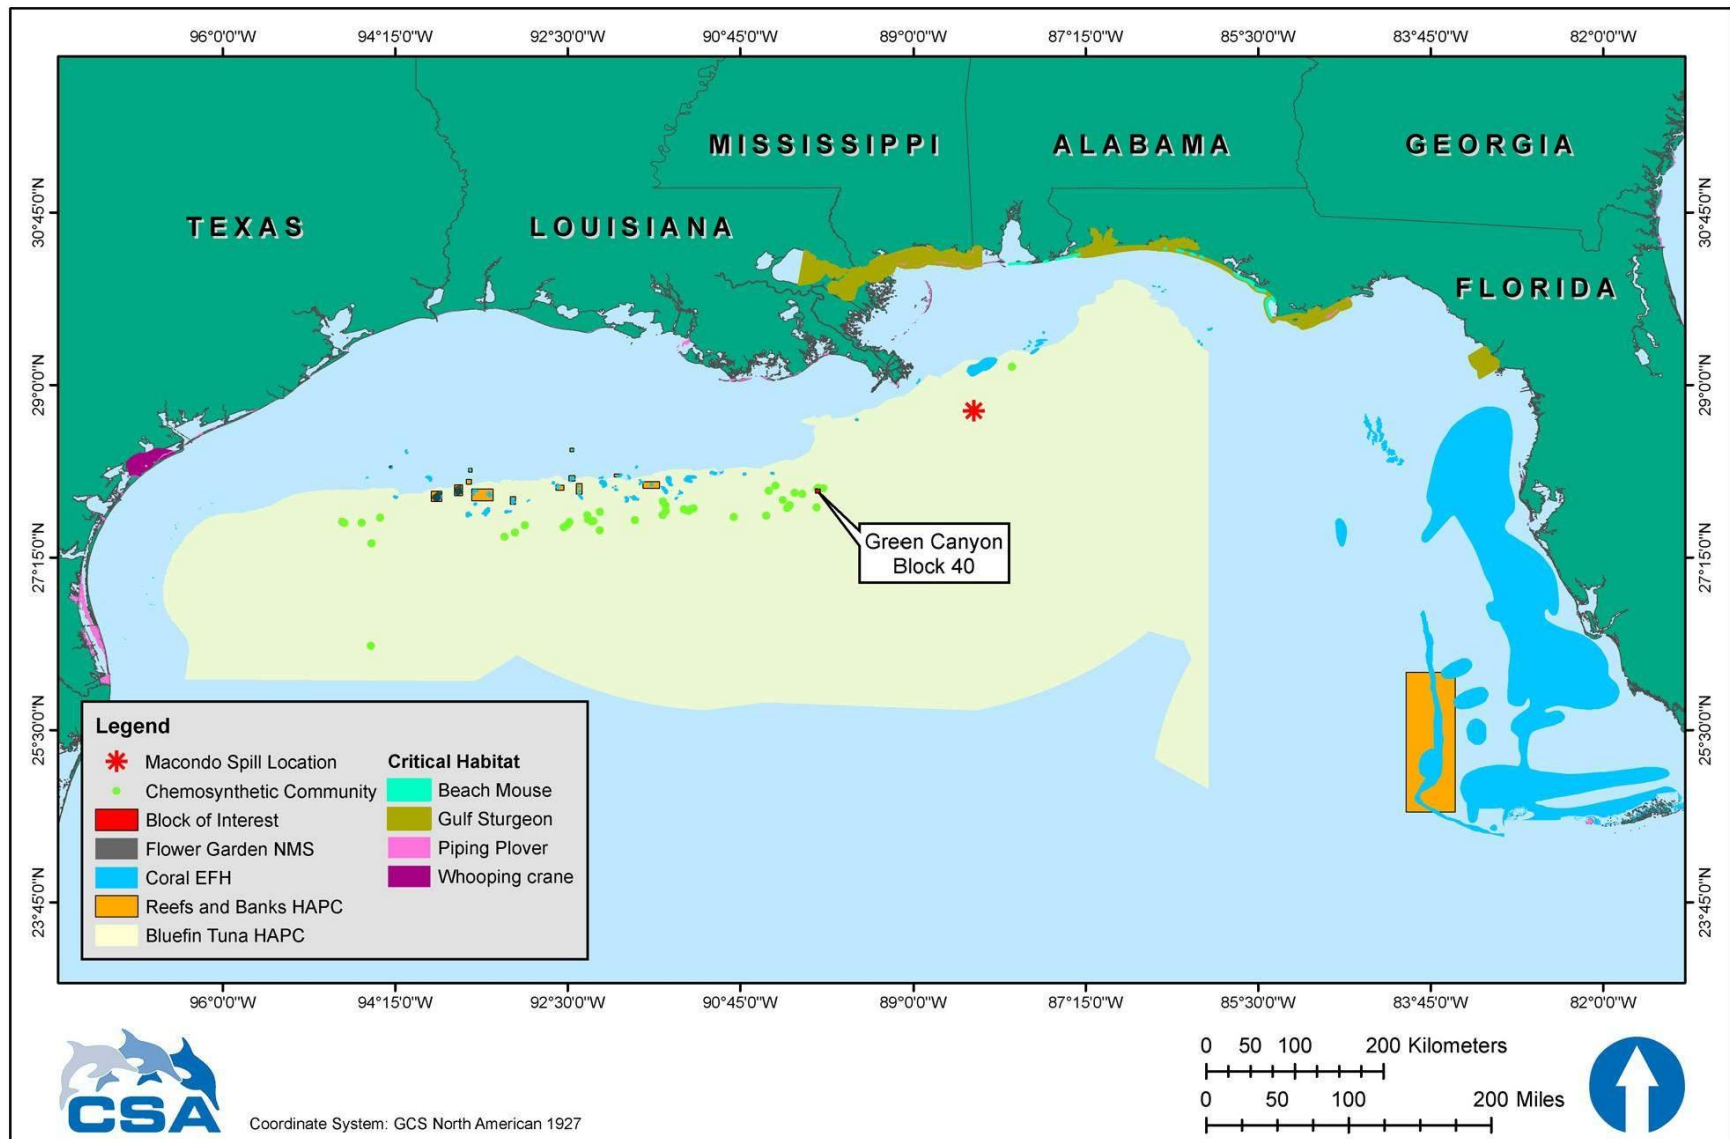 96°0'0"W 94°15'0"W 92°30'0"W 90°45'0"W 89°0'0"W 87°15'0"W 85°30'0"W 83°45'0"W 82°0'0"W
MISSISSIPPI ALABAMA GEORGIA
30°45'0"N 30°45'0"N
TEXAS LOUISIANA
FLORIDA
29°0'0"N 29°0'0"N
Green Canyon
Block 40
27°15'0"N 27°15'0"N
25°30'0"N 25°30'0"N
23°45'0"N 23°45'0"N
Legend
Macondo Spill Location
Chemosynthetic Community
Block of Interest
Flower Garden NMS
Coral EFH
Reefs and Banks HAPC
Bluefin Tuna HAPC
Critical Habitat
Beach Mouse
Gulf Sturgeon
Piping Plover
Whooping crane
96°0'0"W 94°15'0"W 92°30'0"W 90°45'0"W 89°0'0"W 87°15'0"W 85°30'0"W 83°45'0"W 82°0'0"W
CSA
Coordinate System: GCS North American 1927
0 50 100 200 Kilometers
0 50 100 200 Miles